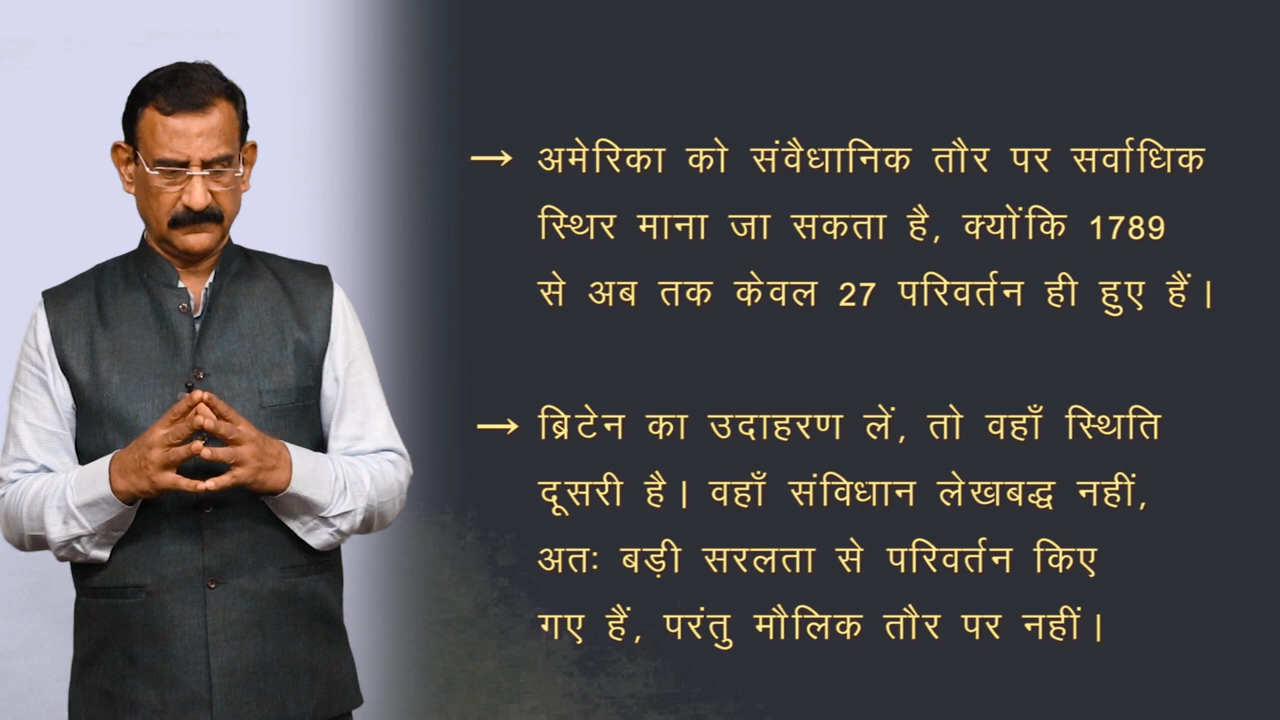 → अमेरिका को संवैधानिक तौर पर सर्वाधिक
स्थिर माना जा सकता है, क्योंकि 1789
से अब तक केवल 27 परिवर्तन ही हुए हैं।
→ ब्रिटेन का उदाहरण लें, तो वहाँ स्थिति
दूसरी है। वहाँ संविधान लेखबद्ध नहीं,
अतः बड़ी सरलता से परिवर्तन किए
गए हैं, परंतु मौलिक तौर पर नहीं।